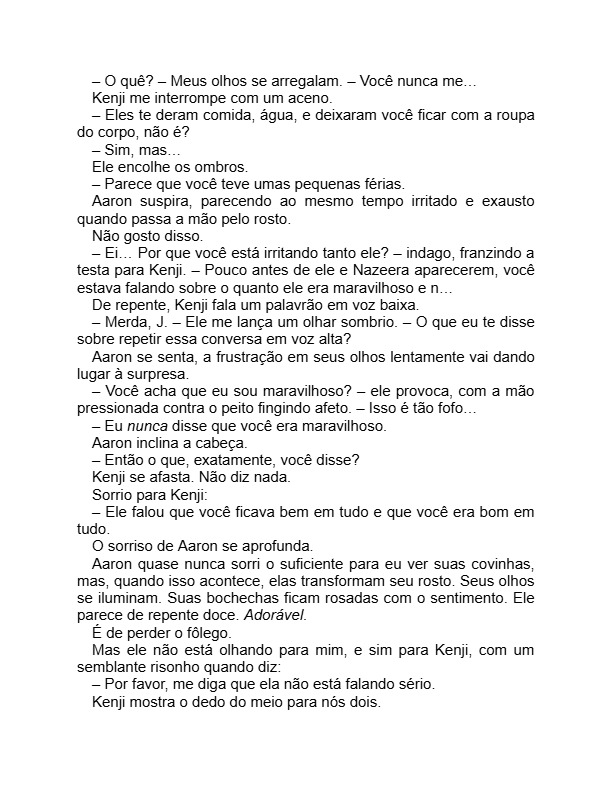 – O quê? – Meus olhos se arregalam. – Você nunca me…
Kenji me interrompe com um aceno.
– Eles te deram comida, água, e deixaram você ficar com a roupa
do corpo, não é?
– Sim, mas…
Ele encolhe os ombros.
– Parece que você teve umas pequenas férias.
Aaron suspira, parecendo ao mesmo tempo irritado e exausto
quando passa a mão pelo rosto.
Não gosto disso.
– Ei… Por que você está irritando tanto ele? – indago, franzindo a
testa para Kenji. – Pouco antes de ele e Nazeera aparecerem, você
estava falando sobre o quanto ele era maravilhoso e n…
De repente, Kenji fala um palavrão em voz baixa.
– Merda, J. – Ele me lança um olhar sombrio. – O que eu te disse
sobre repetir essa conversa em voz alta?
Aaron se senta, a frustração em seus olhos lentamente vai dando
lugar à surpresa.
– Você acha que eu sou maravilhoso? – ele provoca, com a mão
pressionada contra o peito fingindo afeto. – Isso é tão fofo…
– Eu nunca disse que você era maravilhoso.
Aaron inclina a cabeça.
– Então o que, exatamente, você disse?
Kenji se afasta. Não diz nada.
Sorrio para Kenji:
– Ele falou que você ficava bem em tudo e que você era bom em
tudo.
O sorriso de Aaron se aprofunda.
Aaron quase nunca sorri o suficiente para eu ver suas covinhas,
mas, quando isso acontece, elas transformam seu rosto. Seus olhos
se iluminam. Suas bochechas ficam rosadas com o sentimento. Ele
parece de repente doce. Adorável.
É de perder o fôlego.
Mas ele não está olhando para mim, e sim para Kenji, com um
semblante risonho quando diz:
– Por favor, me diga que ela não está falando sério.
Kenji mostra o dedo do meio para nós dois.